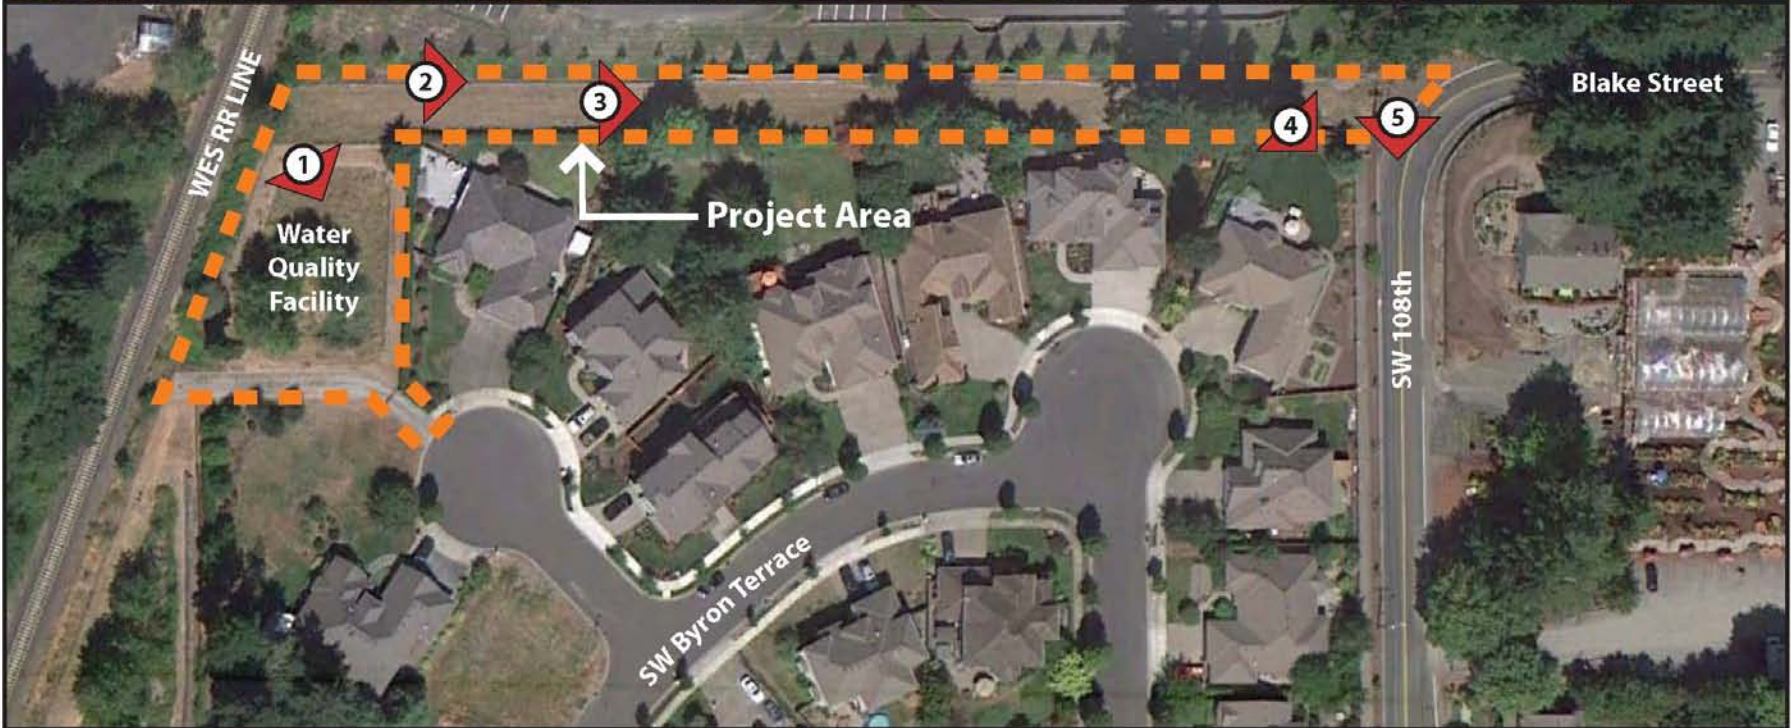 WES RR LINE
2
3
1
4
5
Blake Street
Water
Quality
Facility
Project Area
SW 108th
SW Byron Terrace